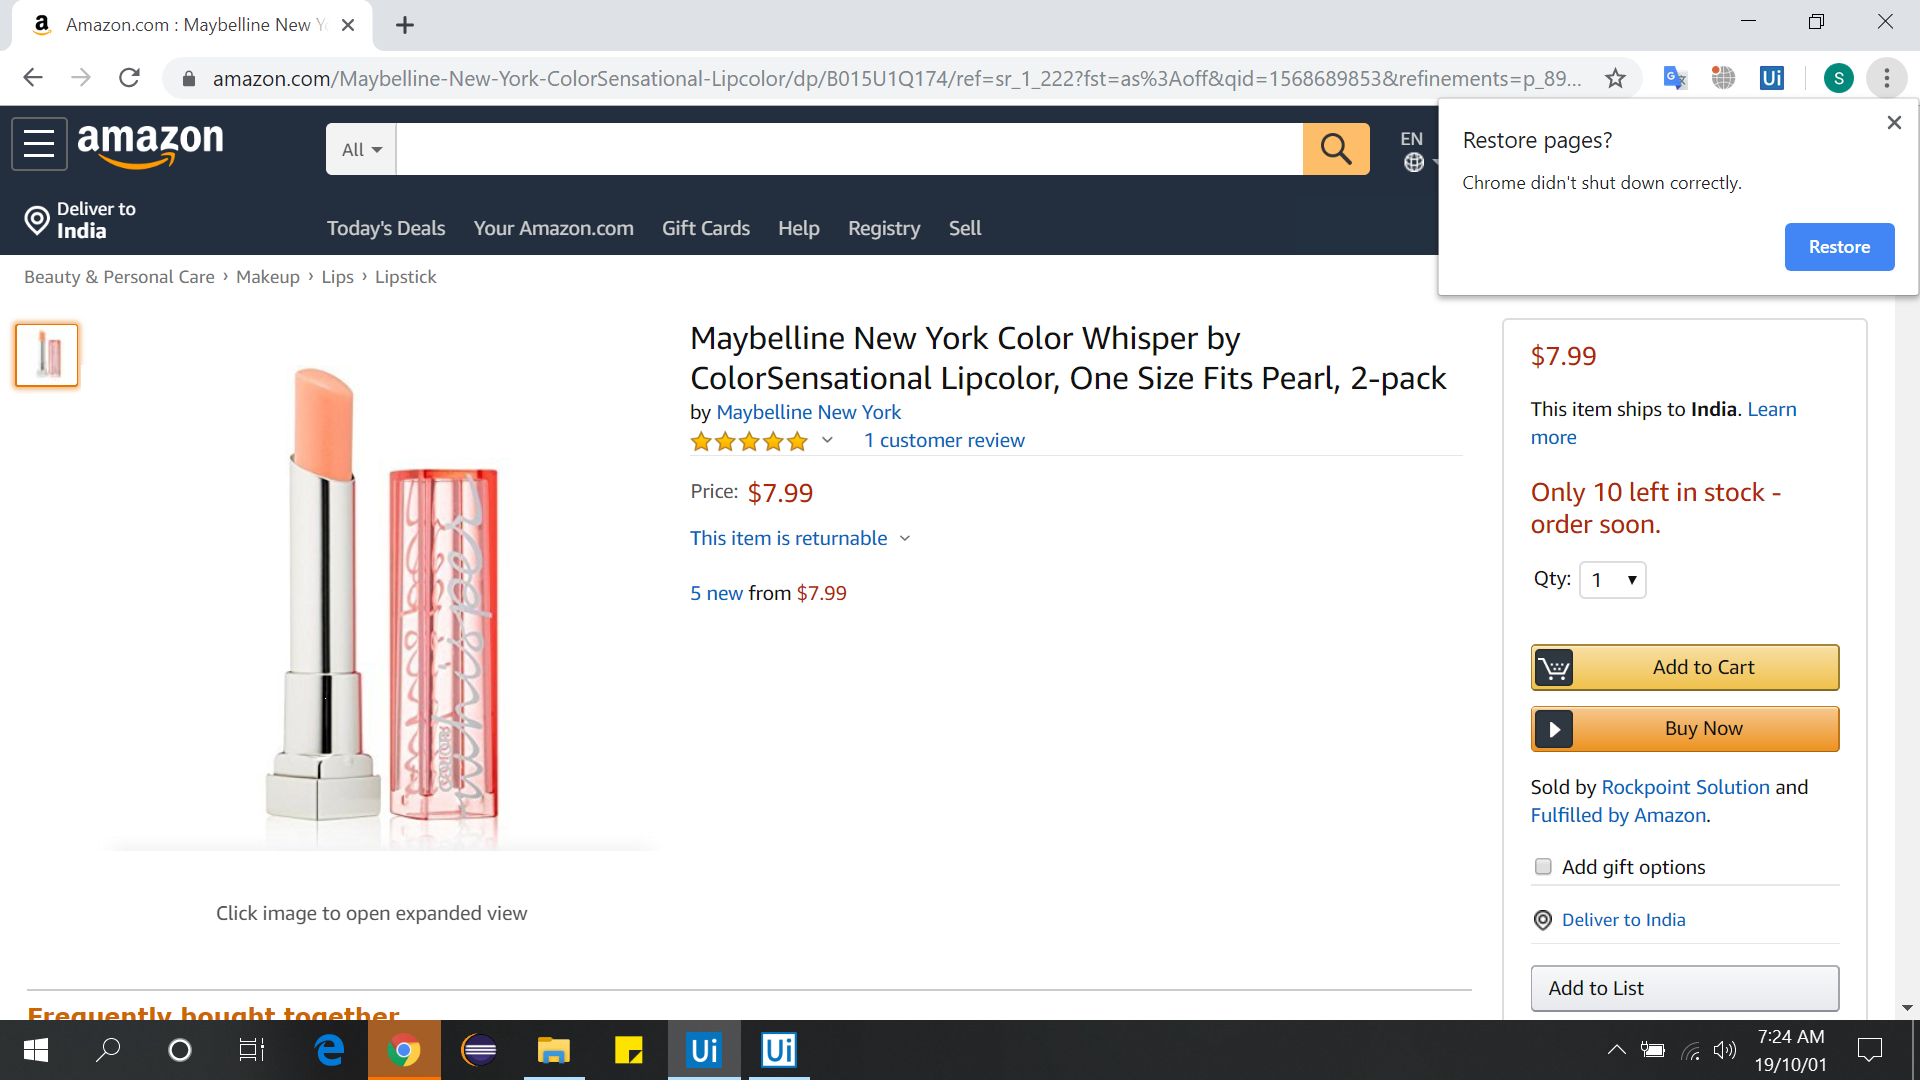 Amazon.com : Maybelline New Y
amazon.com/Maybelline-New-York-ColorSensational-Lipcolor/dp/B015U1Q174/ref=sr_1_222?fst=as%3Aoff&qid=1568689853&refinements=p_89...
S
Restore pages?
Chrome didn't shut down correctly.
Restore
amazon
All
EN
Deliver to
India
Today's Deals Your Amazon.com Gift Cards Help Registry Sell
Beauty & Personal Care › Makeup › Lips › Lipstick
Maybelline New York Color Whisper by
ColorSensational Lipcolor, One Size Fits Pearl, 2-pack
by Maybelline New York
1 customer review
Price: $7.99
This item is returnable
5 new from $7.99
Click image to open expanded view
Frequently bought together
$7.99
This item ships to India. Learn
more
Only 10 left in stock -
order soon.
Qty: 1
Add to Cart
Buy Now
Sold by Rockpoint Solution and
Fulfilled by Amazon.
Add gift options
Deliver to India
Add to List
Ui
Ui
Ui
7:24 AM
19/10/01